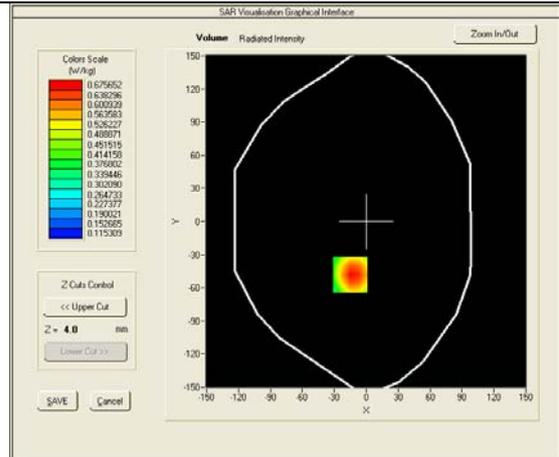 SAR Visualisation Graphical Interface
Volume Radiated Intensity
Zoom In/Out
Colors Scale
(W/kg)
0.675652
0.638296
0.600939
0.563583
0.526227
0.488871
0.451515
0.414158
0.376802
0.339446
0.302090
0.264733
0.227377
0.190021
0.152665
0.115309
Z Cuts Control
<< Upper Cut
Z = 4.0 mm
Lower Cut >>
SAVE
Cancel
150
120
90
60
30
0
-30
-60
-90
-120
-150
Y
-150 -120 -90 -60 -30 0 30 60 90 120 150
X